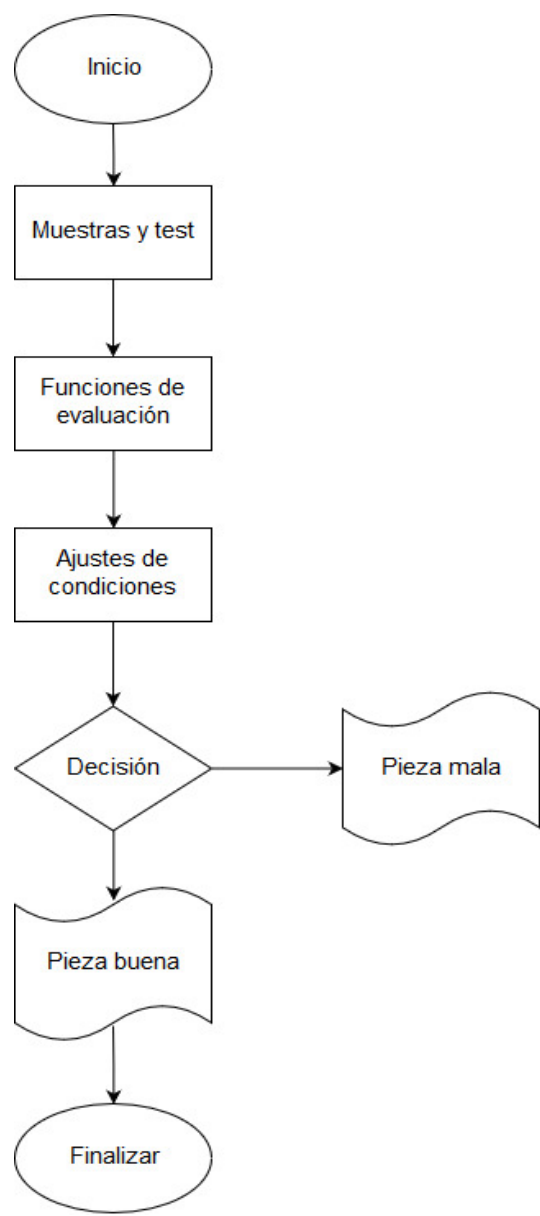 Inicio
Muestras y test
Funciones de
evaluación
Ajustes de
condiciones
Decisión
Pieza mala
Pieza buena
Finalizar